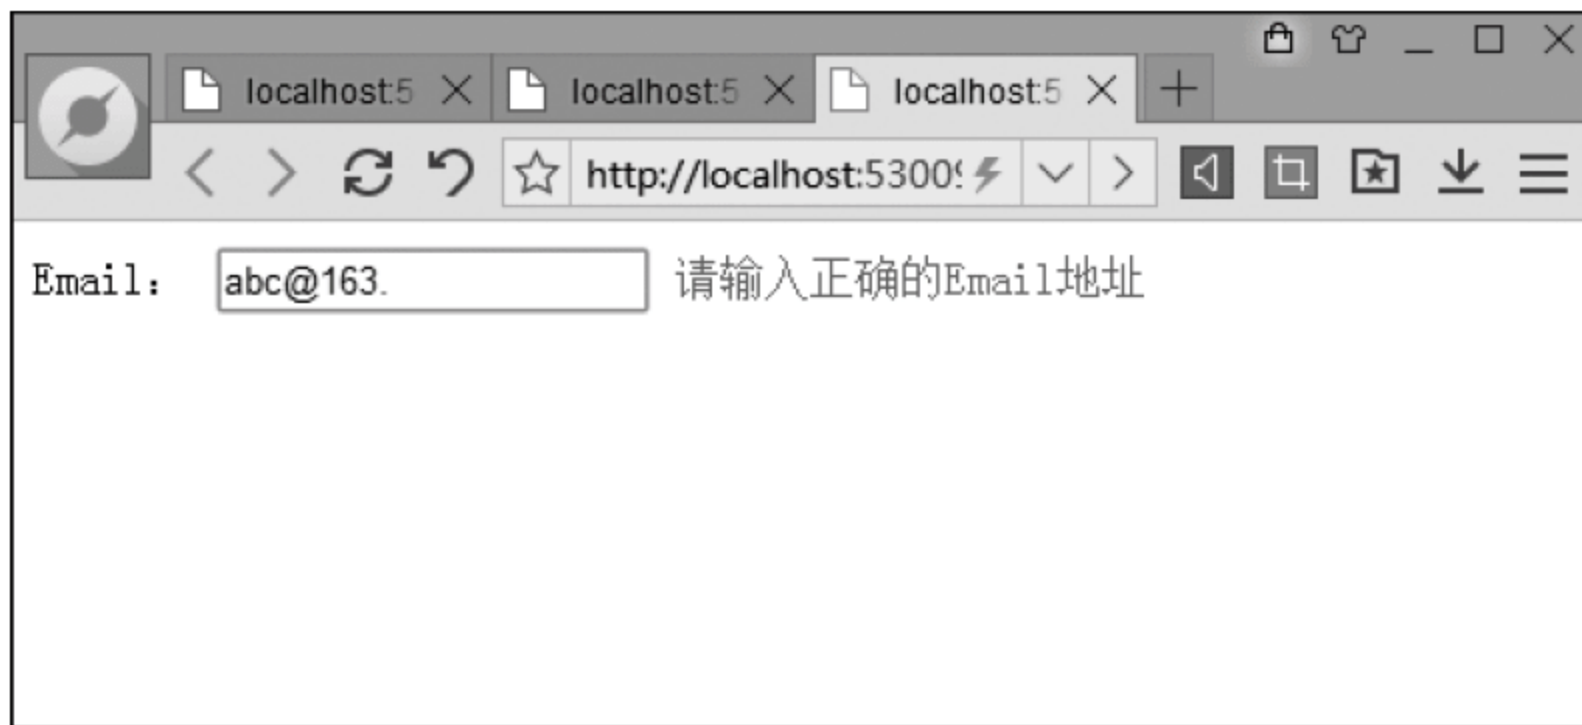 localhost:5 localhost:5 localhost:5
http://localhost:53009
Email： abc@163. 请输入正确的Email地址